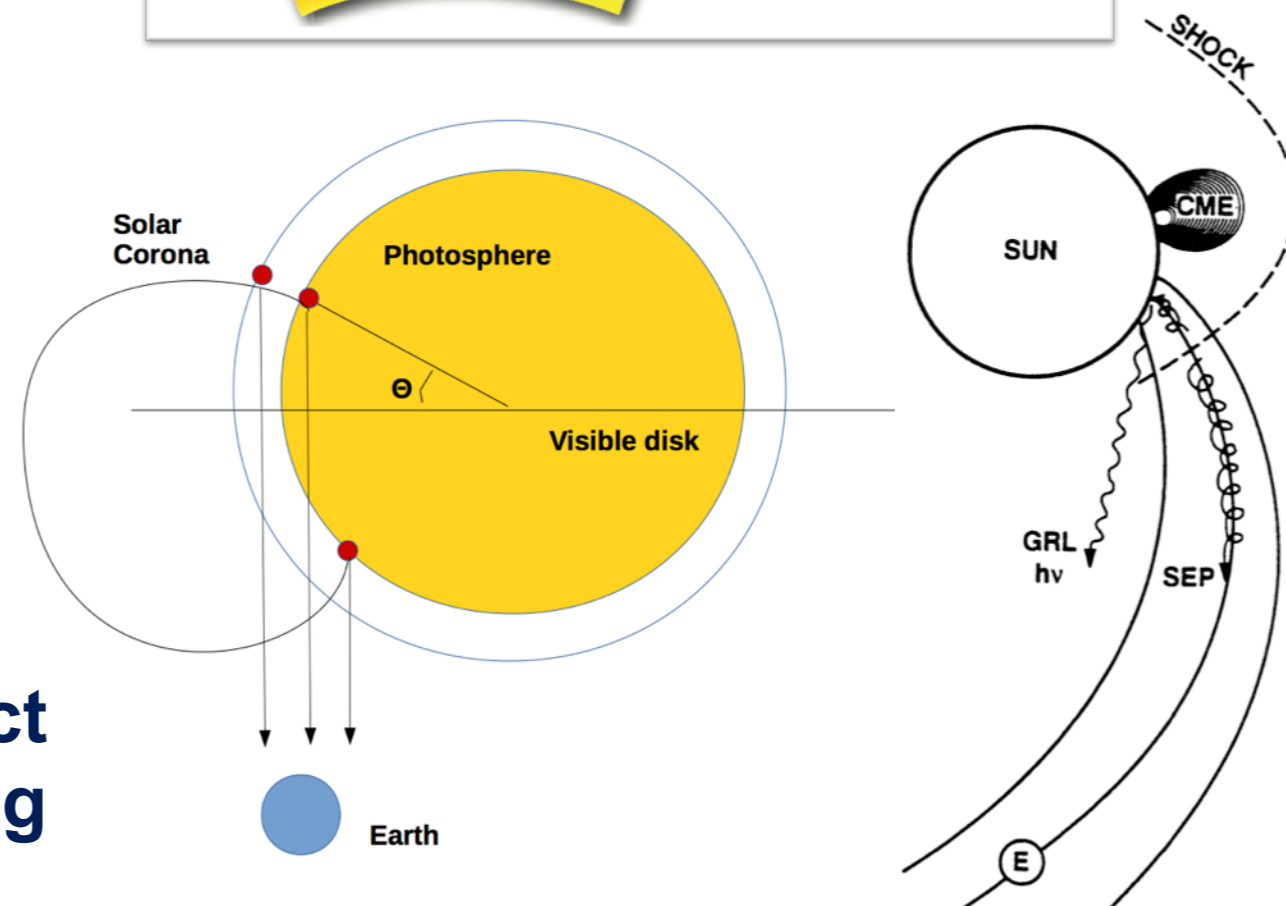 SHOCK
Solar
Corona
Photosphere
CME
SUN
Θ
Visible disk
GRL
hν
SEP
ct
g
Earth
E